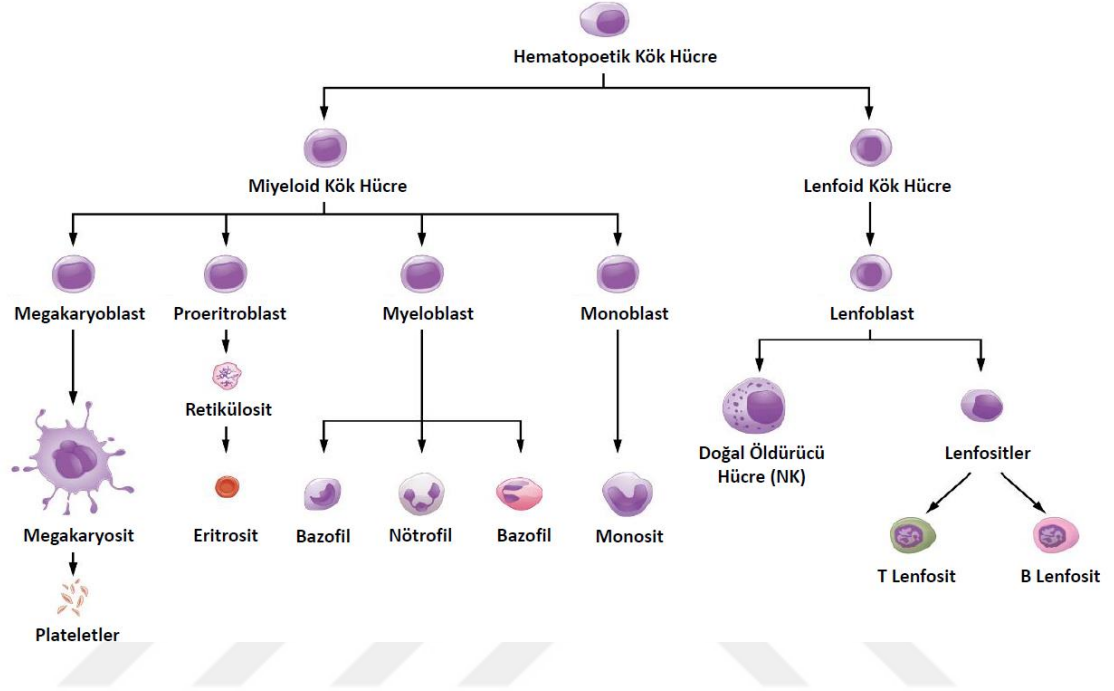 Hematopoetik Kök Hücre
Miyeloid Kök Hücre
Lenfoid Kök Hücre
Megakaryoblast
Proeritroblast
Myeloblast
Monoblast
Lenfoblast
Retikülosit
Doğal Öldürücü
Hücre (NK)
Lenfositler
Megakaryosit
Eritrosit
Bazofil
Nötrofil
Bazofil
Monosit
T Lenfosit
B Lenfosit
Plateletler